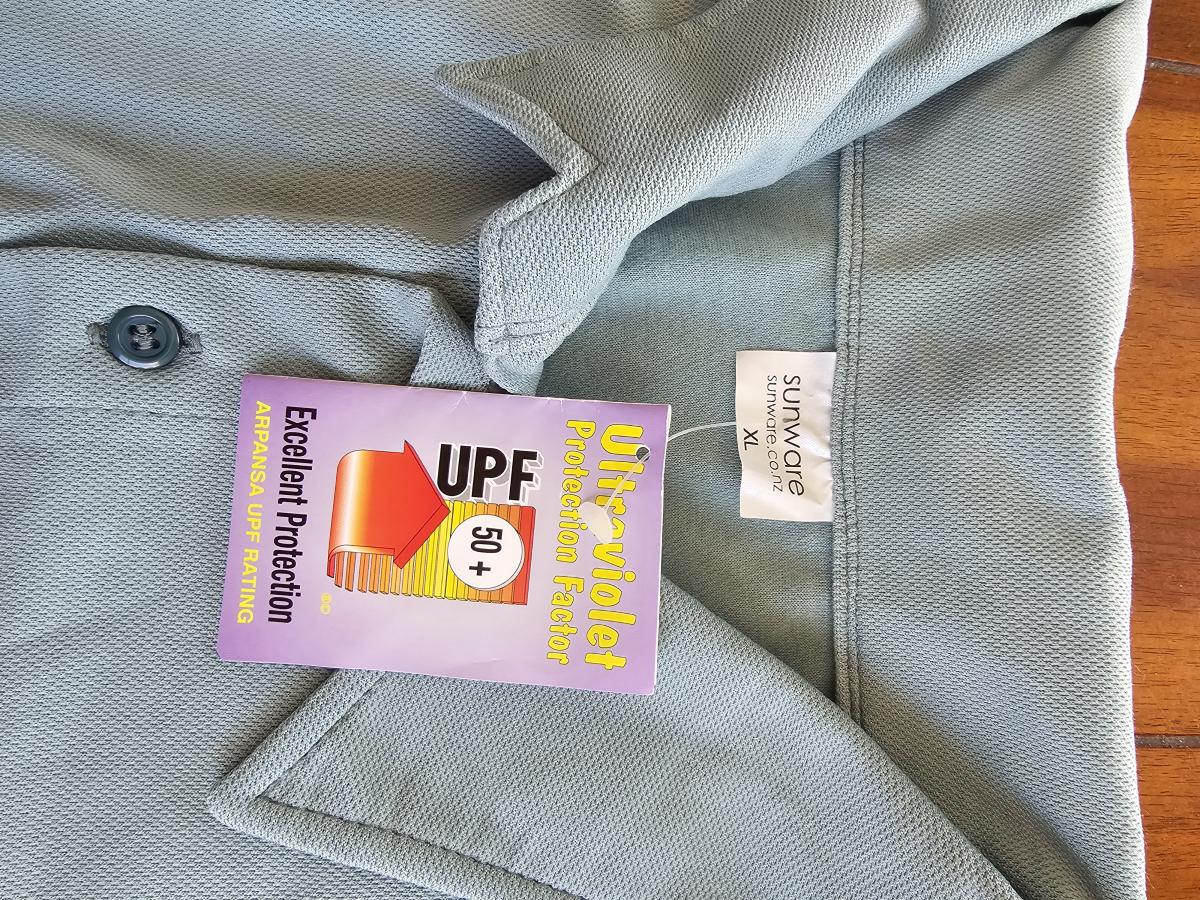 Ultraviolet
Protection Factor
UPF
50 +
Excellent Protection
ARPANSA UPF RATING
sunware
sunware.co.nz
XL